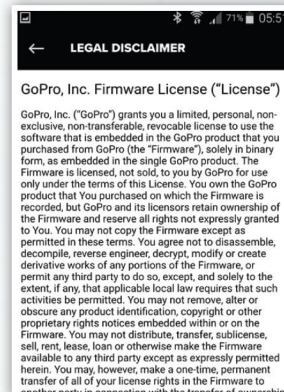 71% 05:51
LEGAL DISCLAIMER
GoPro, Inc. Firmware License (“License”)
GoPro, Inc. (“GoPro”) grants you a limited, personal, non-
exclusive, non-transferable, revocable license to use the
software that is embedded in the GoPro product that you
purchased from GoPro (the “Firmware”), solely in binary
form, as embedded in the single GoPro product. The
Firmware is licensed, not sold, to you by GoPro for use
only under the terms of this License. You own the GoPro
product that You purchased on which the Firmware is
recorded, but GoPro and its licensors retain ownership of
the Firmware and reserve all rights not expressly granted
to You. You may not copy the Firmware except as
permitted in these terms. You agree not to disassemble,
decompile, reverse engineer, decrypt, modify or create
derivative works of any portions of the Firmware, or
permit any third party to do so, except, and solely to the
extent, if any, that applicable local law requires that such
activities be permitted. You may not remove, alter or
obscure any product identification, copyright or other
proprietary rights notices embedded within or on the
Firmware. You may not distribute, transfer, sublicense,
sell, rent, lease, loan or otherwise make the Firmware
available to any third party except as expressly permitted
herein. You may, however, make a one-time, permanent
transfer of all of your license rights in the Firmware to
another party in connection with the transfer of ownership